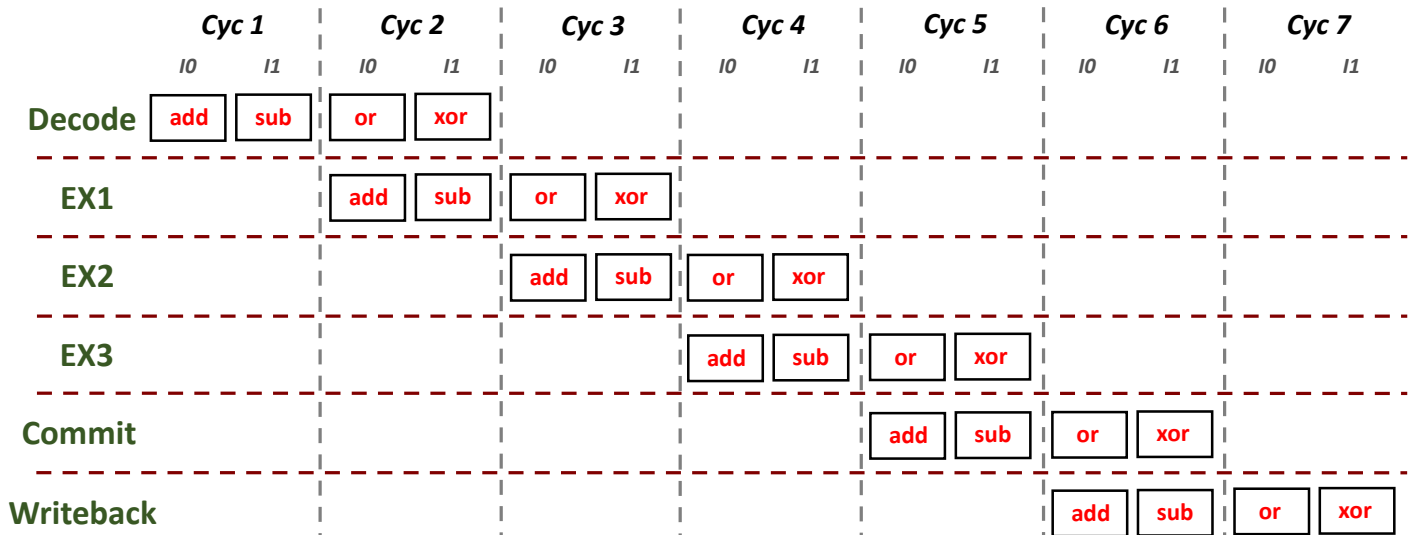 Cyc 1 Cyc 2 Cyc 3 Cyc 4 Cyc 5 Cyc 6 Cyc 7
I0 I1 I0 I1 I0 I1 I0 I1 I0 I1 I0 I1 I0 I1
Decode add sub or xor
EX1 add sub or xor
EX2 add sub or xor
EX3 add sub or xor
Commit add sub or xor
Writeback add sub or xor